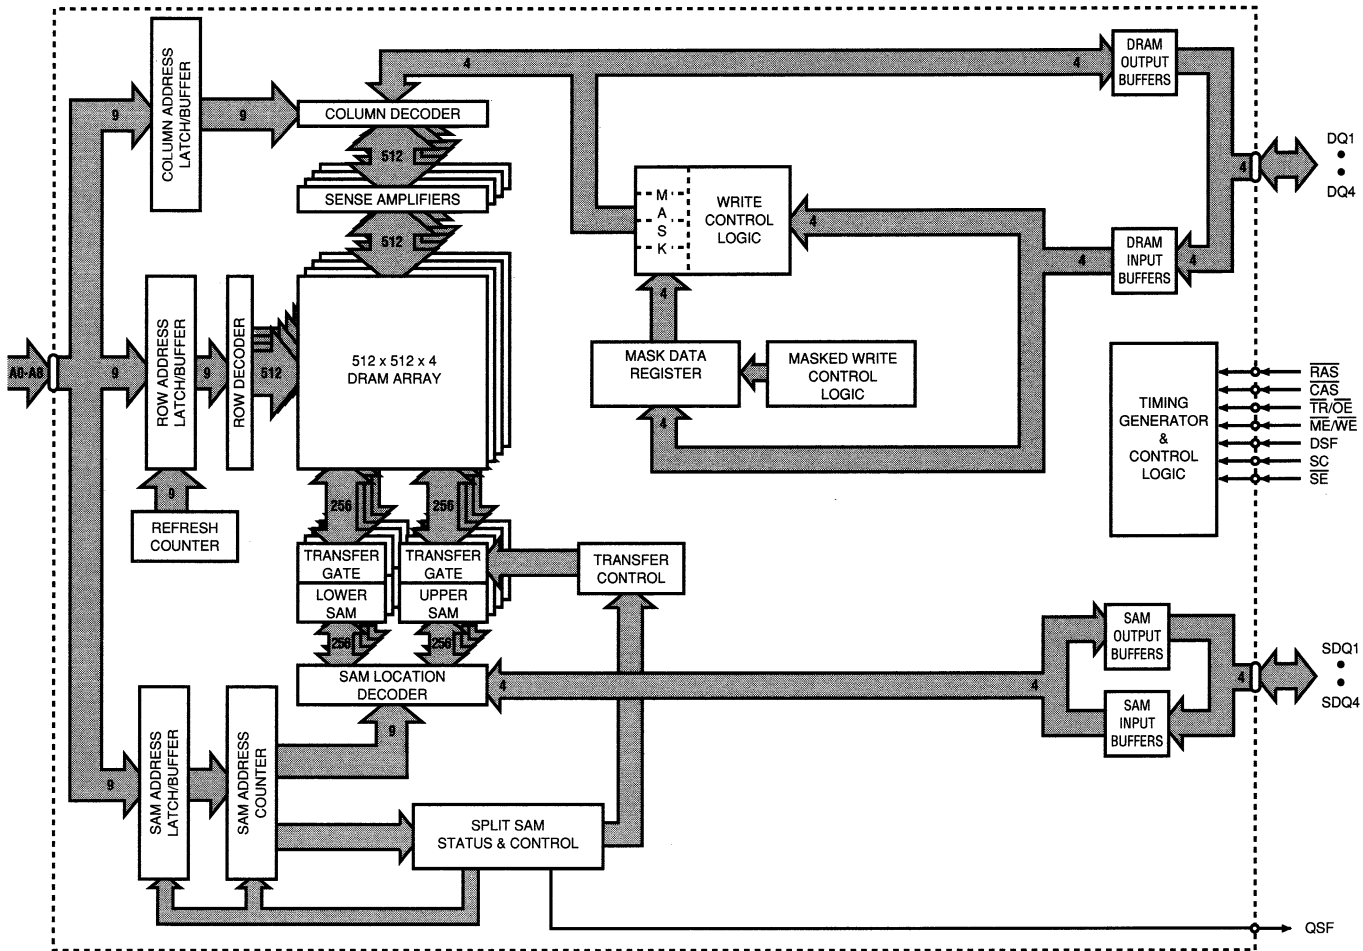 COLUMN ADDRESS
LATCH/BUFFER
9
9
COLUMN DECODER
4
4
DRAM
OUTPUT
BUFFERS
512
SENSE AMPLIFIERS
512
M
A
S
K
WRITE
CONTROL
LOGIC
4
4
DRAM
INPUT
BUFFERS
4
4
DQ1
DQ4
A0-A8
9
ROW ADDRESS
LATCH/BUFFER
9
ROW DECODER
512
512 x 512 x 4
DRAM ARRAY
4
MASK DATA
REGISTER
MASKED WRITE
CONTROL
LOGIC
4
TIMING
GENERATOR
&
CONTROL
LOGIC
RAS
CAS
TR/OE
ME/WE
DSF
SC
SE
9
REFRESH
COUNTER
256
256
TRANSFER
GATE
TRANSFER
GATE
LOWER
SAM
UPPER
SAM
TRANSFER
CONTROL
256
256
SAM LOCATION
DECODER
4
4
SAM
OUTPUT
BUFFERS
SAM
INPUT
BUFFERS
4
SDQ1
SDQ4
9
9
SAM ADDRESS
LATCH/BUFFER
SAM ADDRESS
COUNTER
SPLIT SAM
STATUS & CONTROL
QSF